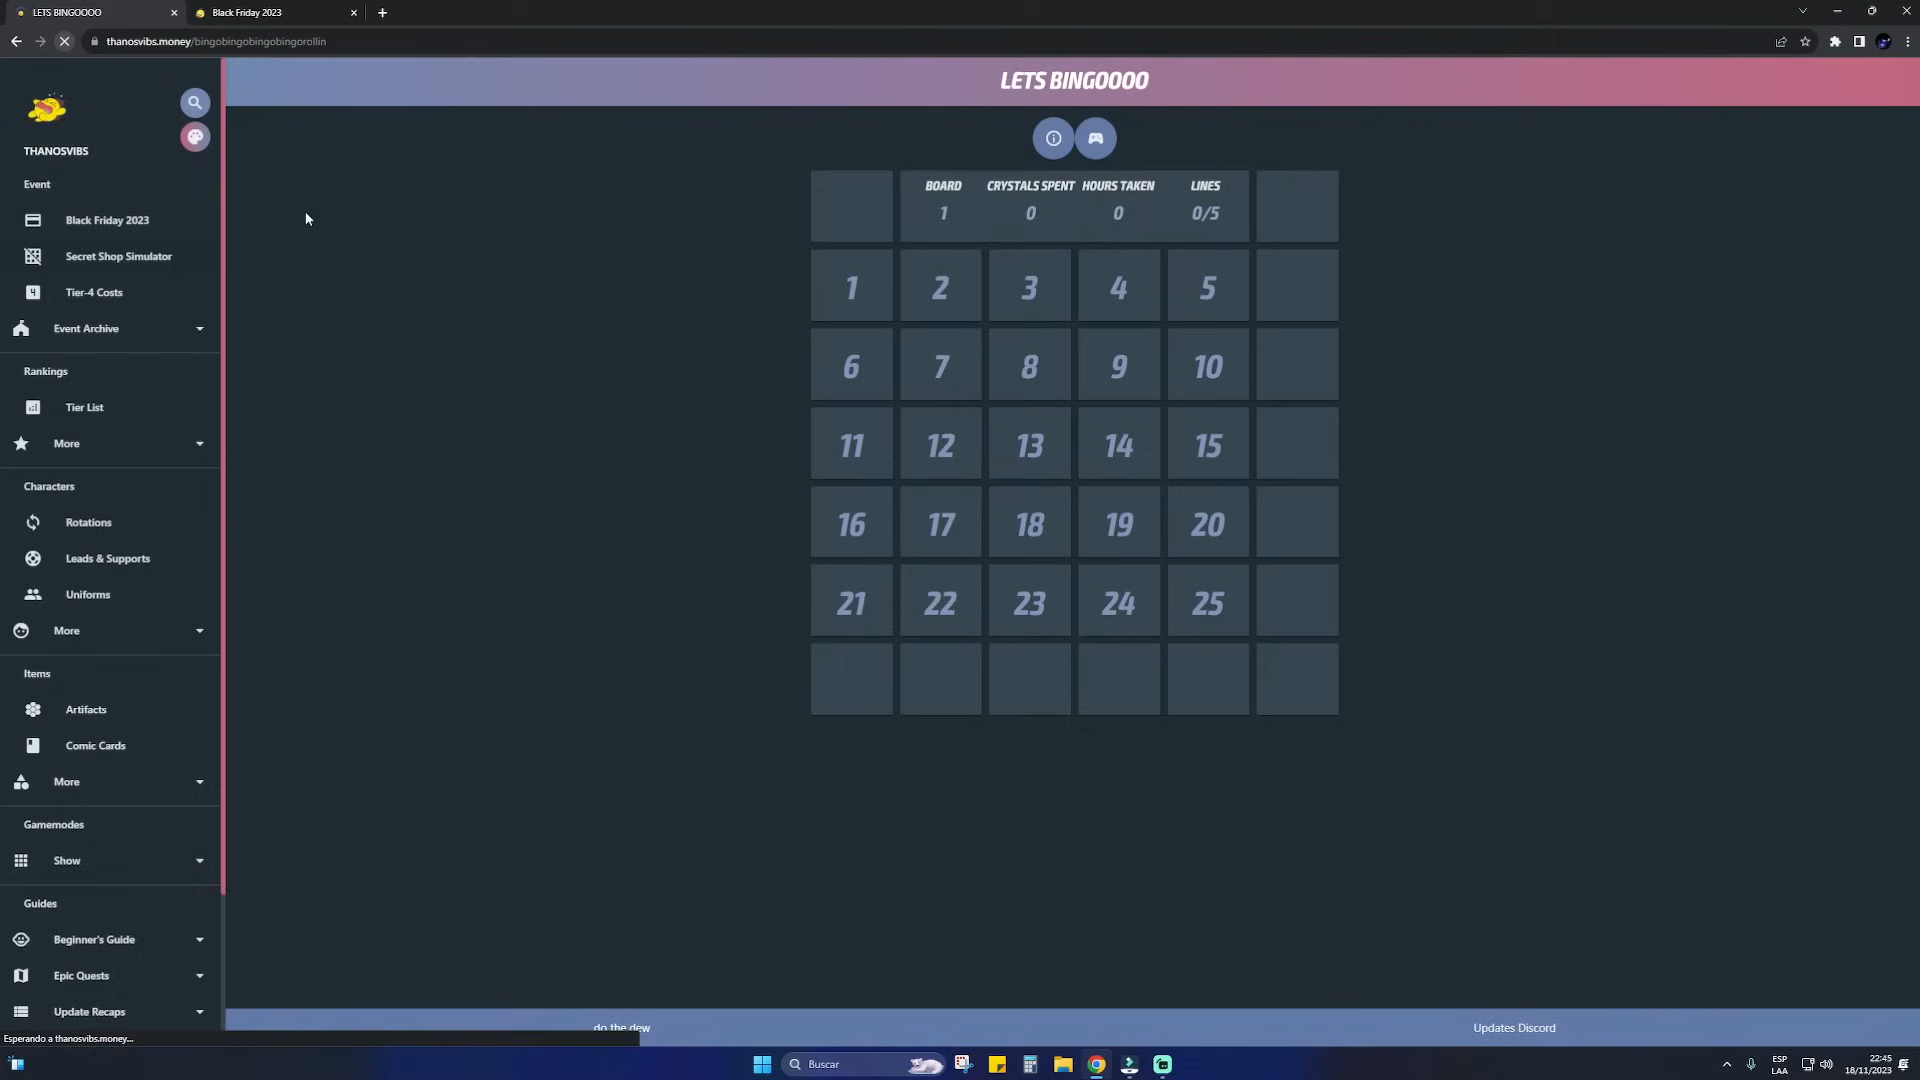 LETS BINGOOOO
Black Friday 2023
thanosvibs.money/bingobingobingobingorollin
LETS BINGOOOO
THANOSVIBS
Event
Black Friday 2023
Secret Shop Simulator
4
Tier-4 Costs
Event Archive
Rankings
Tier List
More
Characters
Rotations
Leads & Supports
Uniforms
More
Items
Artifacts
Comic Cards
More
Gamemodes
Show
Guides
Beginner's Guide
Epic Quests
Update Recaps
BOARD CRYSTALS SPENT HOURS TAKEN LINES
1 0 0 0/5
1 2 3 4 5
6 7 8 9 10
11 12 13 14 15
16 17 18 19 20
21 22 23 24 25
do the dew
Updates Discord
Esperando a thanosvibs.money...
Buscar
ESP
LAA
22:45
18/11/2023